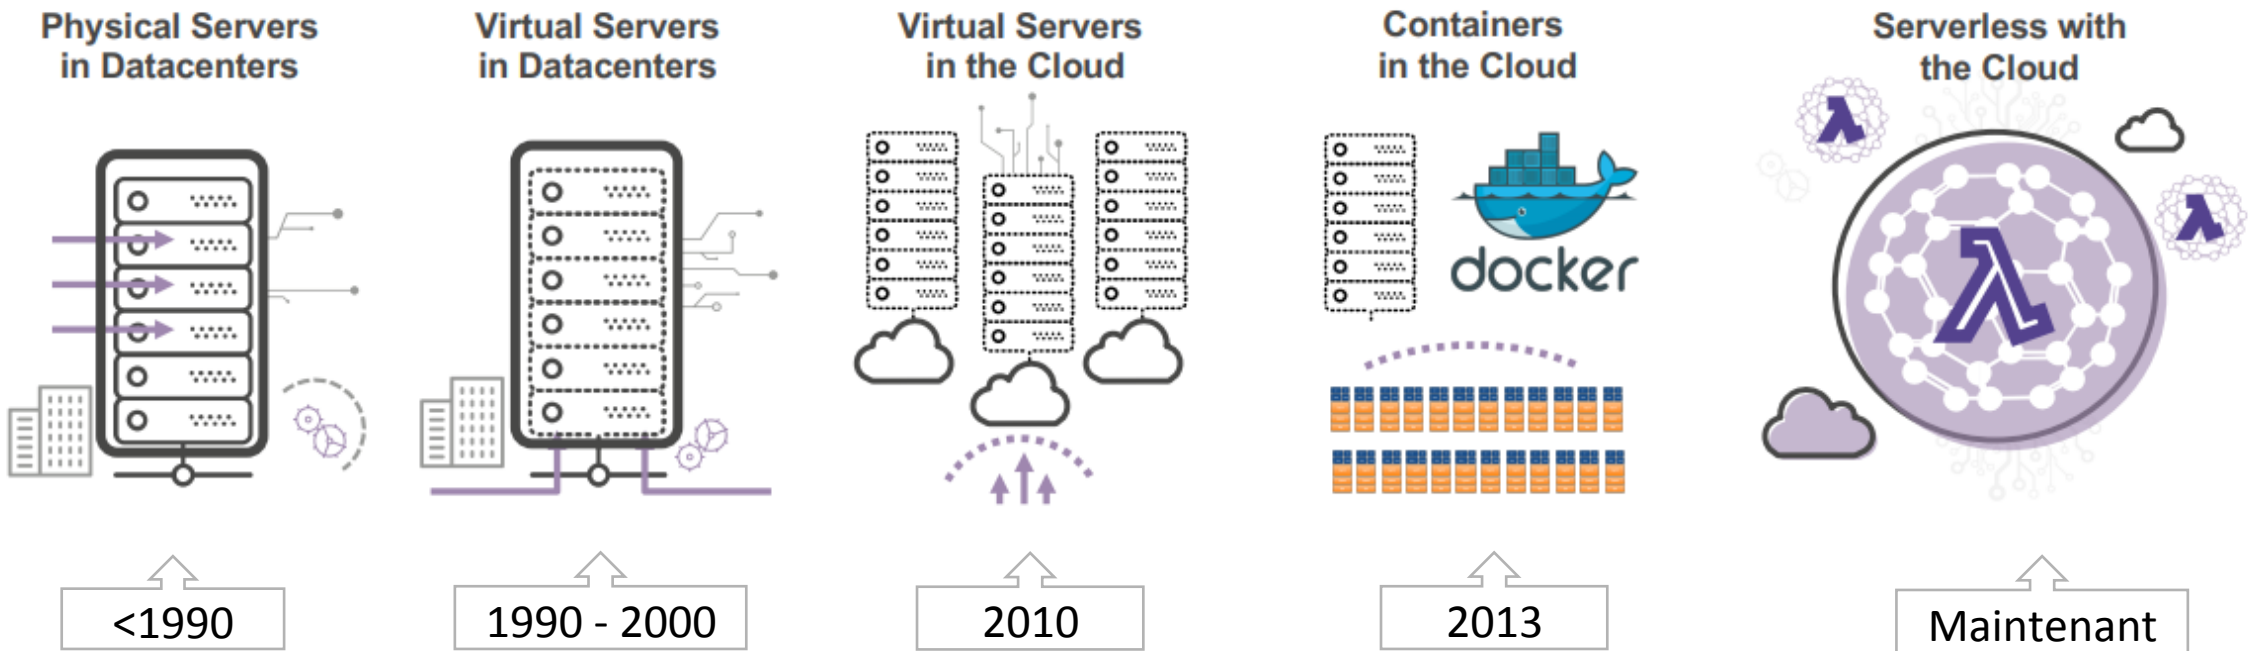 Physical Servers
in Datacenters
Virtual Servers
in Datacenters
Virtual Servers
in the Cloud
Containers
in the Cloud
Serverless with
the Cloud
docker
<1990
1990 - 2000
2010
2013
Maintenant